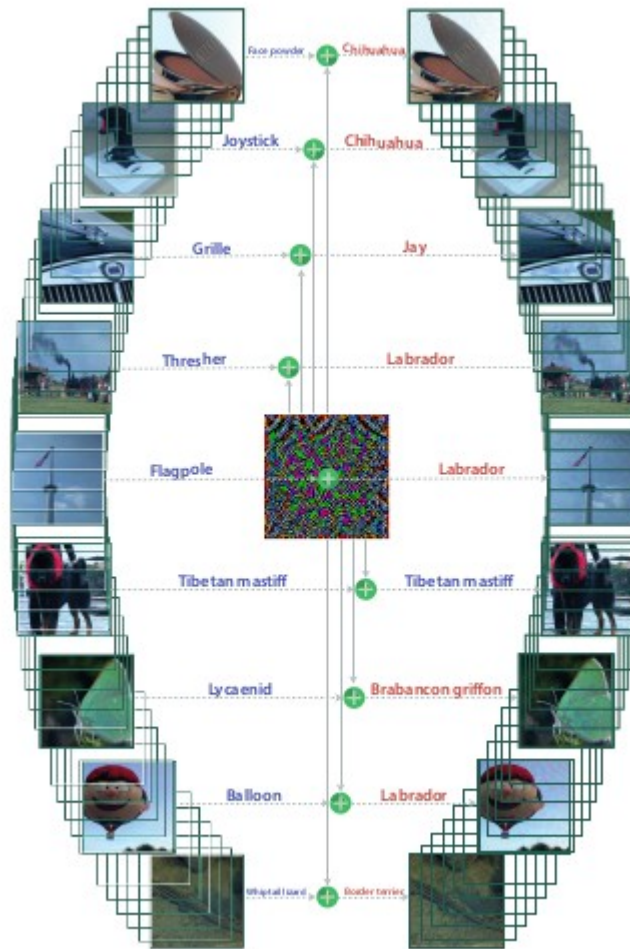 Face powder
Chihuahua
Joystick
Chihuahua
Grille
Jay
Thresher
Labrador
Flagpole
Labrador
Tibetan mastiff
Tibetan mastiff
Lycaenid
Brabancon griffon
Balloon
Labrador
Whiptail lizard
Border terrier